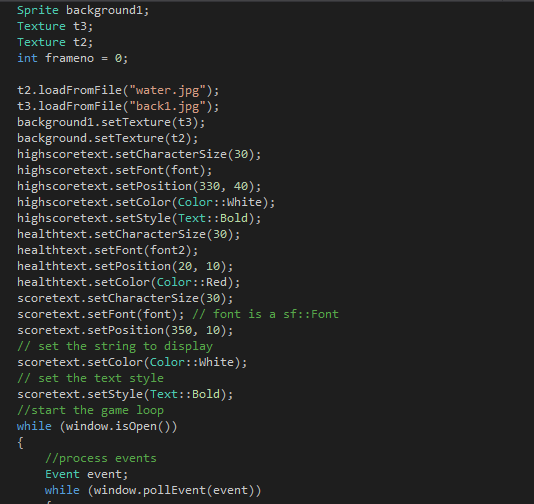 Sprite background1;
Texture t3;
Texture t2;
int frameno = 0;
t2.loadFromFile("water.jpg");
t3.loadFromFile("back1.jpg");
background1.setTexture(t3);
background.setTexture(t2);
highscoretext.setCharacterSize(30);
highscoretext.setFont(font);
highscoretext.setPosition(330, 40);
highscoretext.setColor(Color::White);
highscoretext.setStyle(Text::Bold);
healthtext.setCharacterSize(30);
healthtext.setFont(font2);
healthtext.setPosition(20, 10);
healthtext.setColor(Color::Red);
scoretext.setCharacterSize(30);
scoretext.setFont(font); // font is a sf::Font
scoretext.setPosition(350, 10);
// set the string to display
scoretext.setColor(Color::White);
// set the text style
scoretext.setStyle(Text::Bold);
//start the game loop
while (window.isOpen())
{
//process events
Event event;
while (window.pollEvent(event))
{